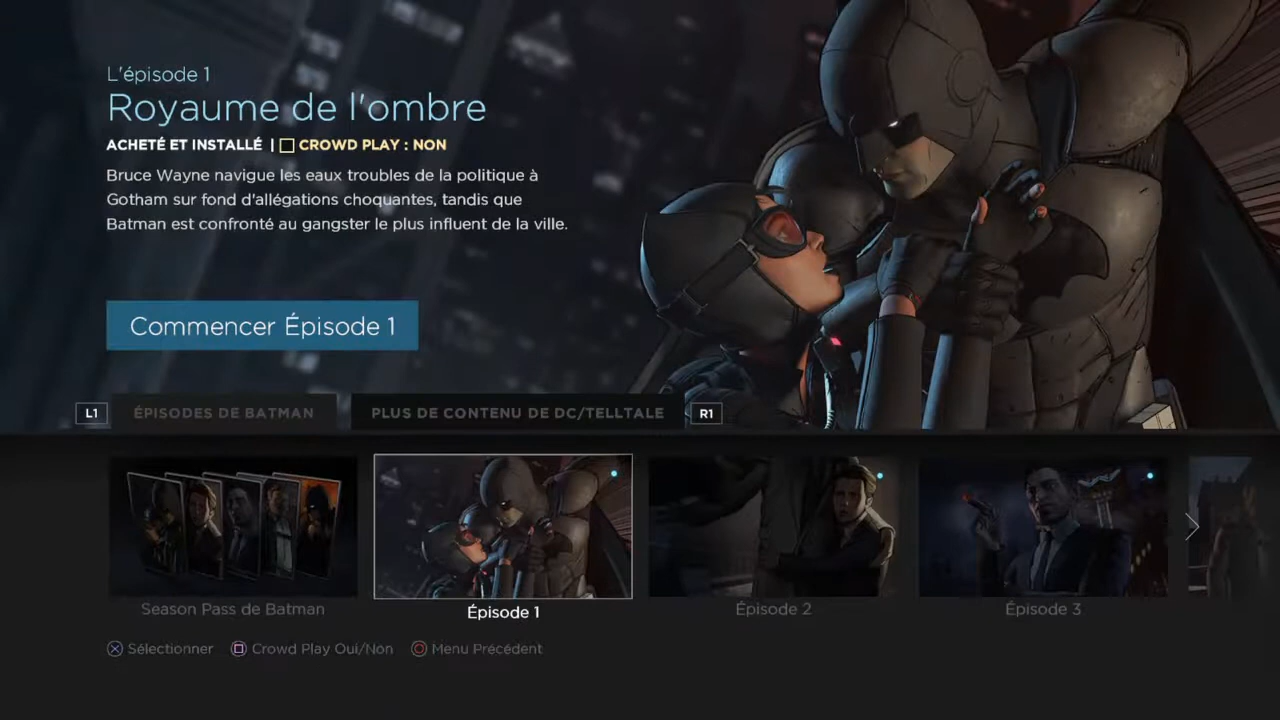 L'épisode 1
Royaume de l'ombre
ACHETÉ ET INSTALLÉ | CROWD PLAY : NON
Bruce Wayne navigue les eaux troubles de la politique à
Gotham sur fond d'allégations choquantes, tandis que
Batman est confronté au gangster le plus influent de la ville.
Commencer Épisode 1
L1 ÉPISODES DE BATMAN PLUS DE CONTENU DE DC/TELLTALE R1
Season Pass de Batman Épisode 1 Épisode 2 Épisode 3
Sélectionner Crowd Play Oui/Non Menu Précédent